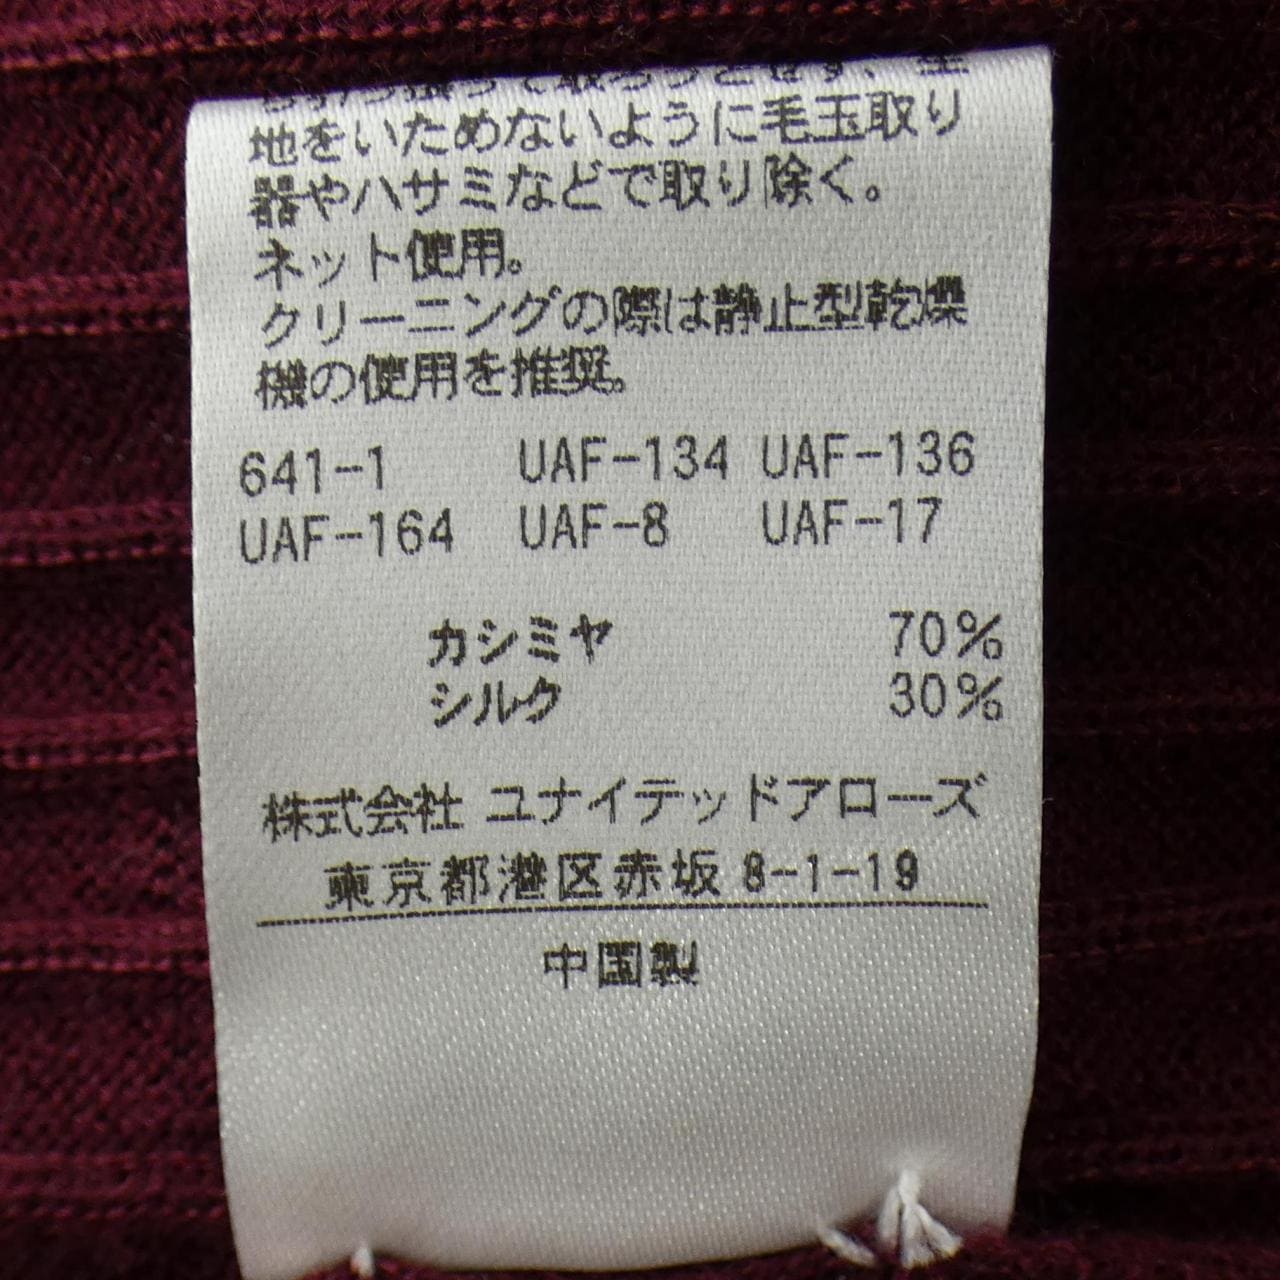 地をいためないように毛玉取り
器やハサミなどで取り除く。
ネット使用。
クリーニングの際は静止型乾燥
機の使用を推奨。
641-1 UAF-134 UAF-136
UAF-164 UAF-8 UAF-17
カシミヤ 70%
シルク 30%
株式会社 ユナイテッドアローズ
東京都港区赤坂 8-1-19
中国製